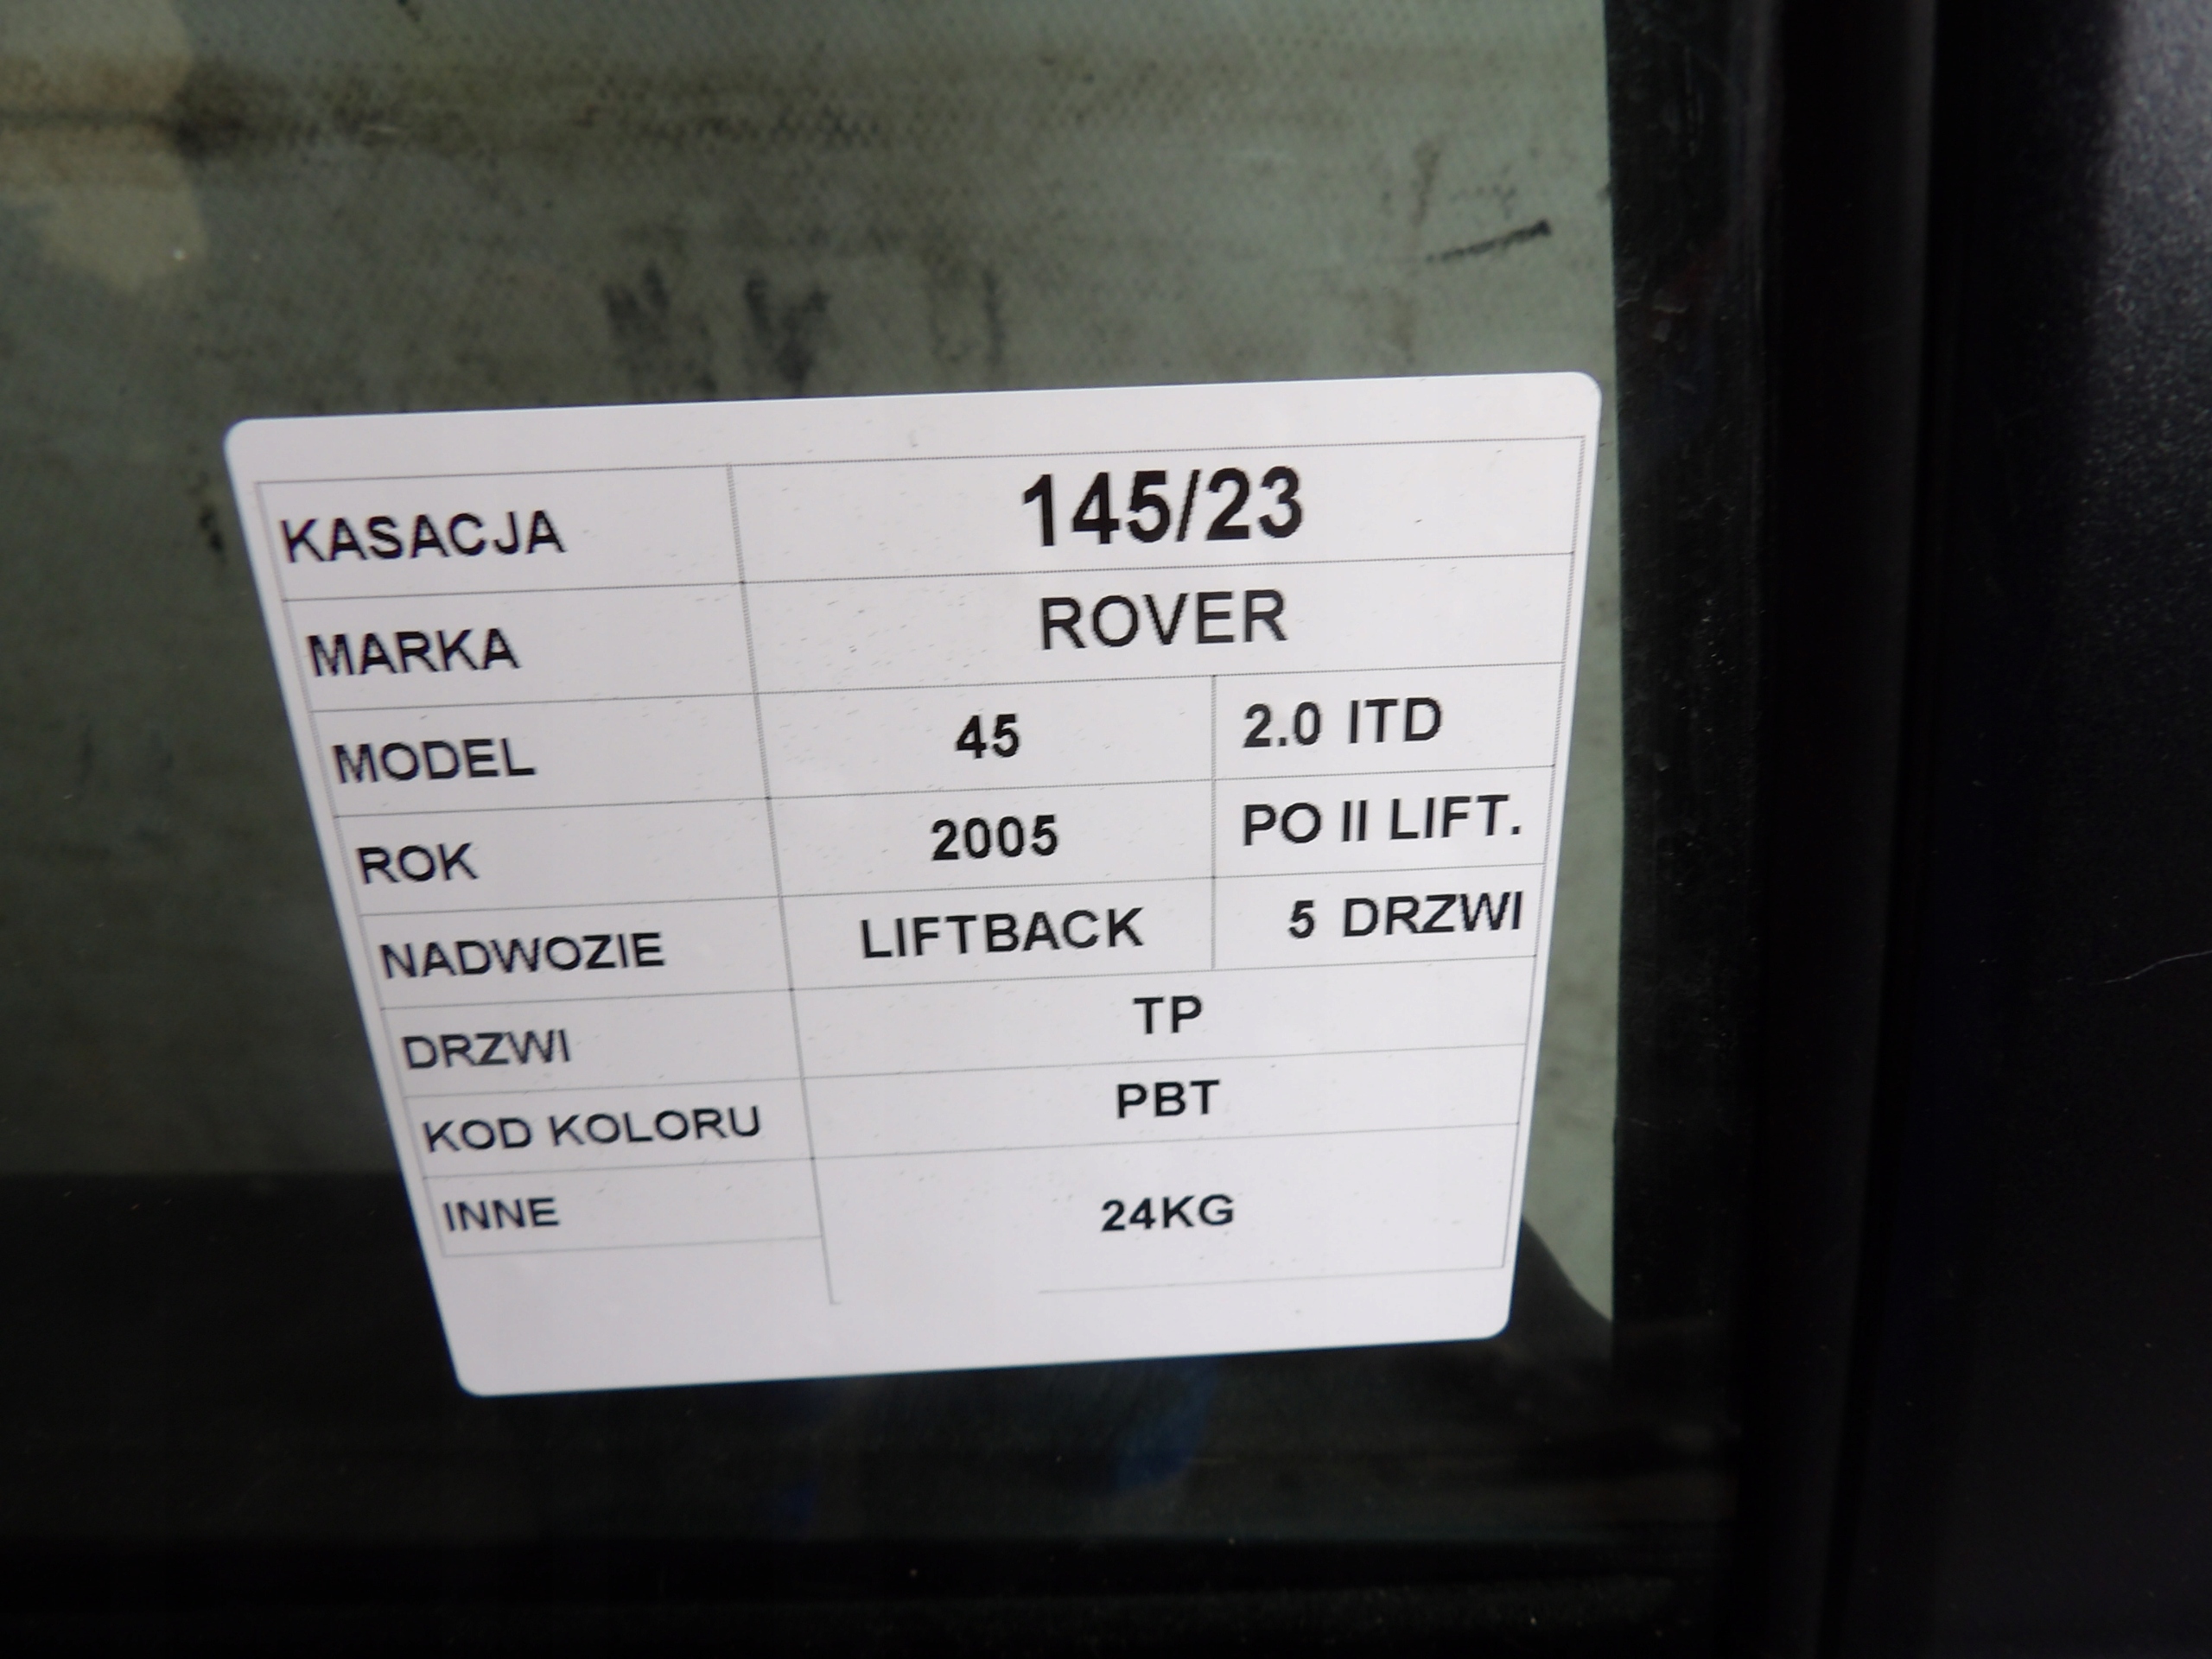 KASACJA 145/23
MARKA ROVER
MODEL 45 2.0 ITD
ROK 2005 PO II LIFT.
NADWOZIE LIFTBACK 5 DRZWI
DRZWI TP
KOD KOLORU PBT
INNE 24KG